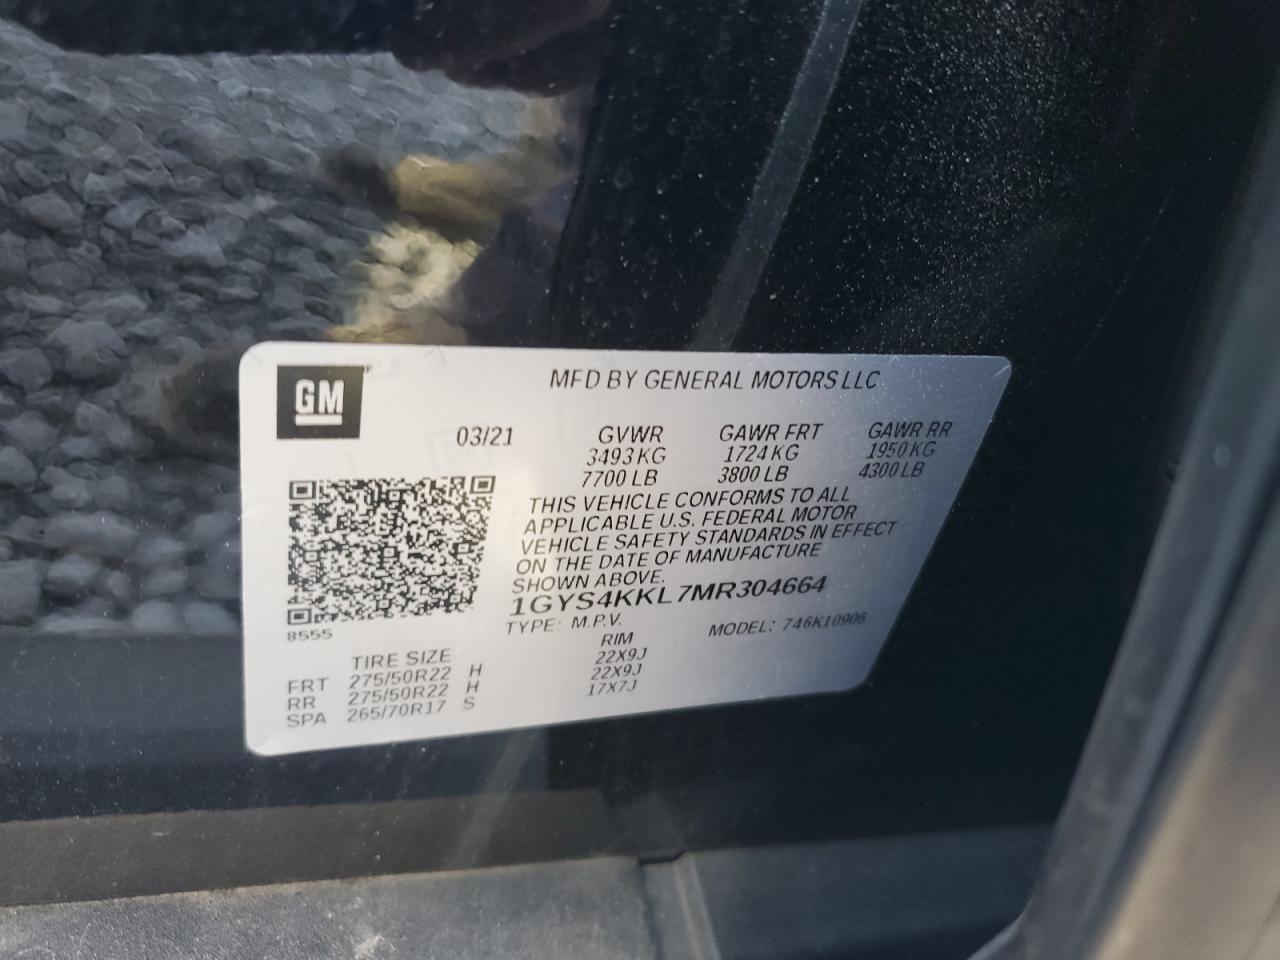 GM
MFD BY GENERAL MOTORS LLC
03/21
GVWR GAWR FRT GAWR RR
3493 KG 1724 KG 1950 KG
7700 LB 3800 LB 4300 LB
THIS VEHICLE CONFORMS TO ALL
APPLICABLE U.S. FEDERAL MOTOR
VEHICLE SAFETY STANDARDS IN EFFECT
ON THE DATE OF MANUFACTURE
SHOWN ABOVE.
1GYS4KKL7MR304664
TYPE: M.P.V. MODEL: 746K10906
8555
TIRE SIZE RIM
FRT 275/50R22 H 22X9J
RR 275/50R22 H 22X9J
SPA 265/70R17 S 17X7J